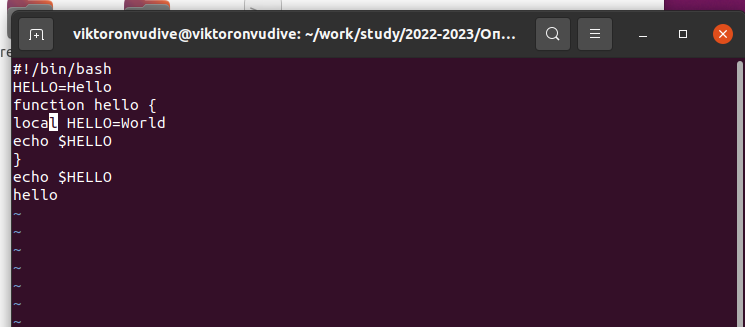 viktoronvudive@viktoronvudive: ~/work/study/2022-2023/Оп…
#!/bin/bash
HELLO=Hello
function hello {
local HELLO=World
echo $HELLO
}
echo $HELLO
hello
~
~
~
~
~
~
~